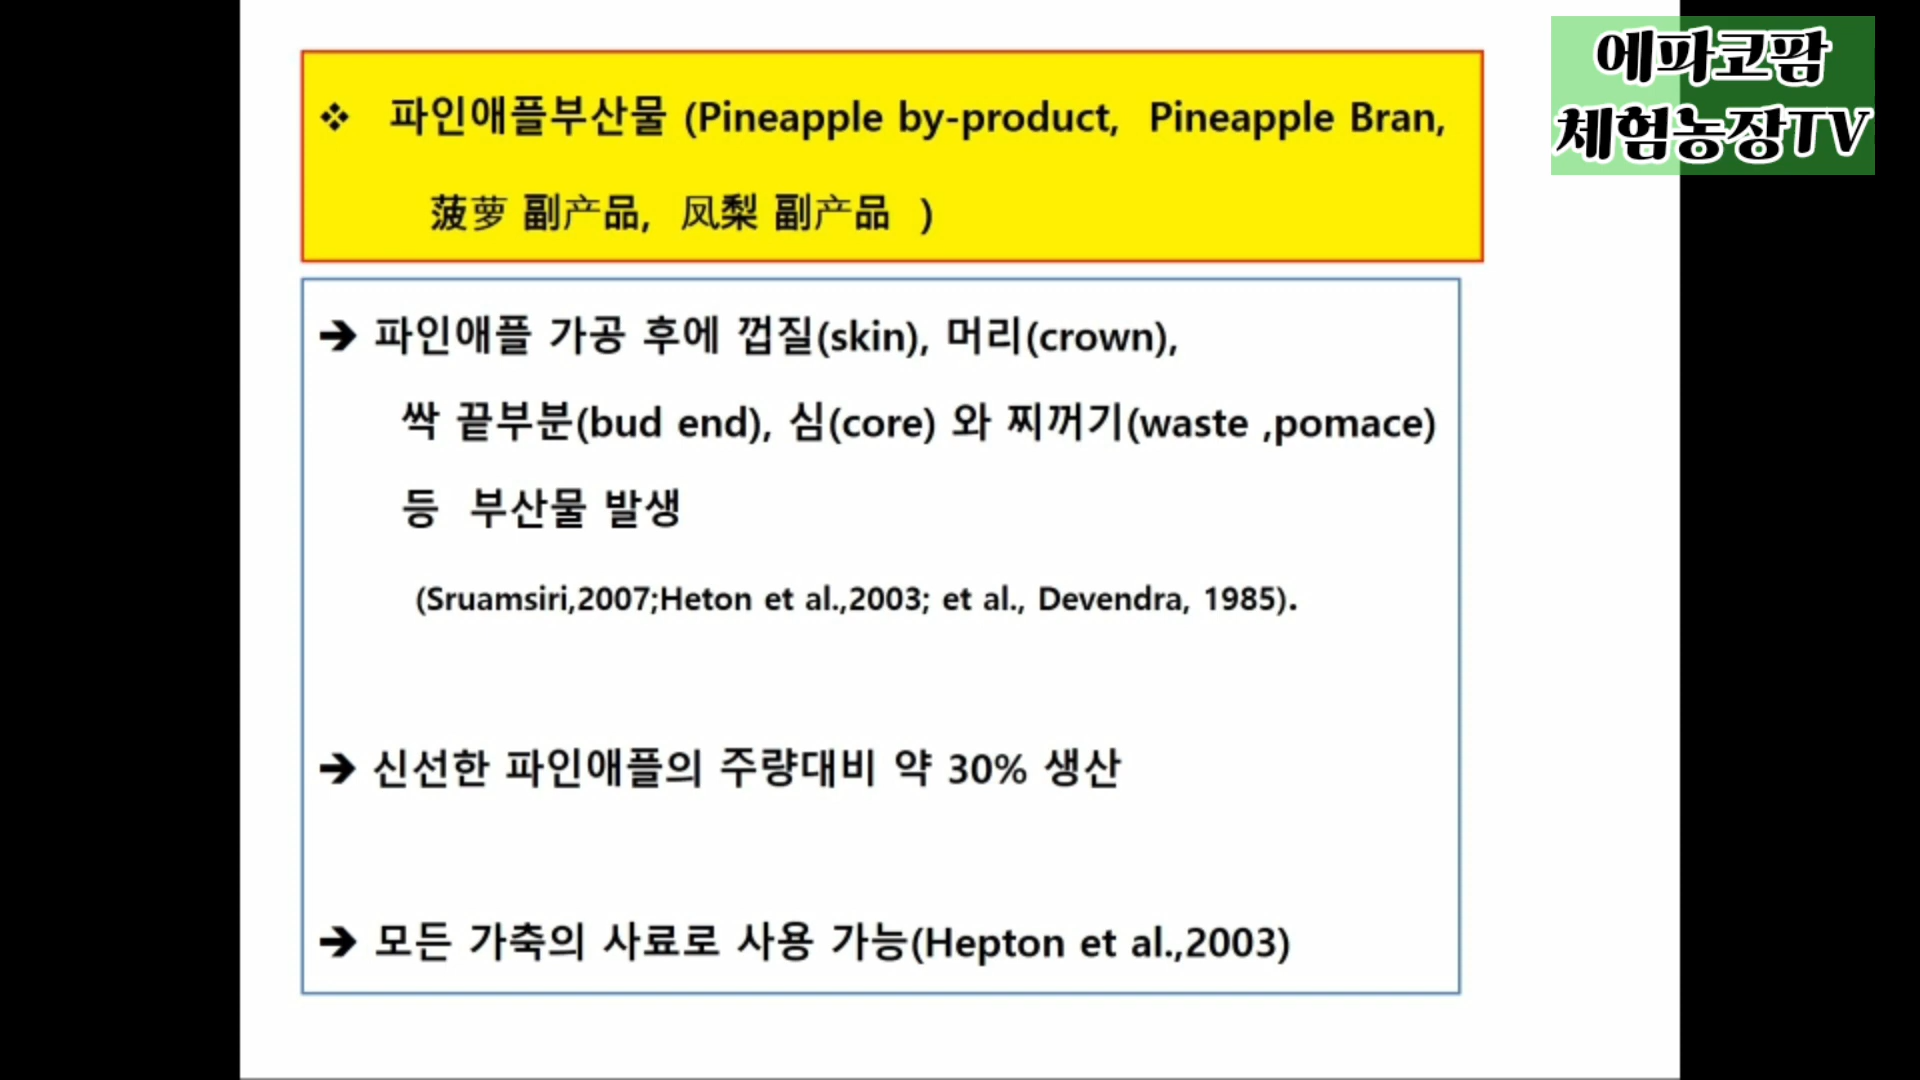 에파코팜
체험농장TV
❖ 파인애플부산물 (Pineapple by-product, Pineapple Bran,
菠萝 副产品, 凤梨 副产品 )
➔ 파인애플 가공 후에 껍질(skin), 머리(crown),
싹 끝부분(bud end), 심(core) 와 찌꺼기(waste ,pomace)
등 부산물 발생
(Sruamsiri,2007;Heton et al.,2003; et al., Devendra, 1985).
➔ 신선한 파인애플의 주량대비 약 30% 생산
➔ 모든 가축의 사료로 사용 가능(Hepton et al.,2003)